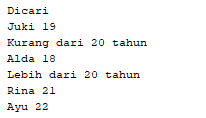 Dicari
Juki 19
Kurang dari 20 tahun
Alda 18
Lebih dari 20 tahun
Rina 21
Ayu 22